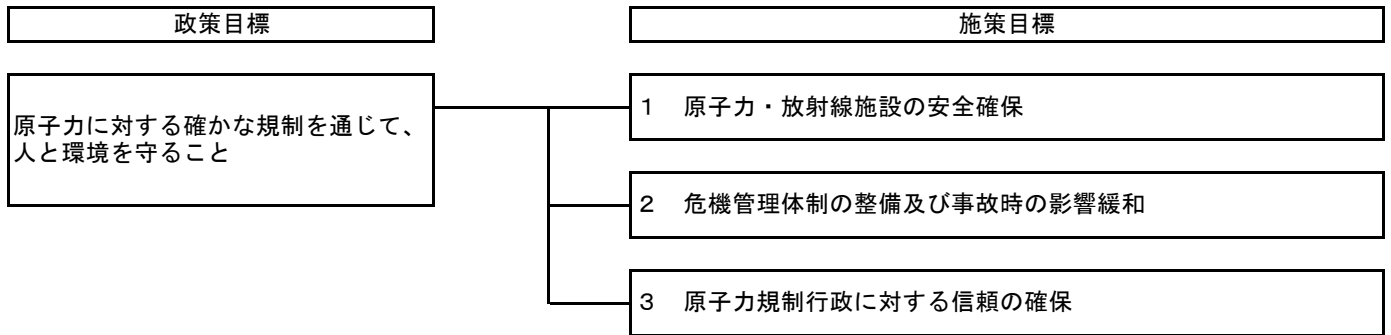 政策目標
施策目標
原子力に対する確かな規制を通じて、
人と環境を守ること
1　原子力・放射線施設の安全確保
2　危機管理体制の整備及び事故時の影響緩和
3　原子力規制行政に対する信頼の確保